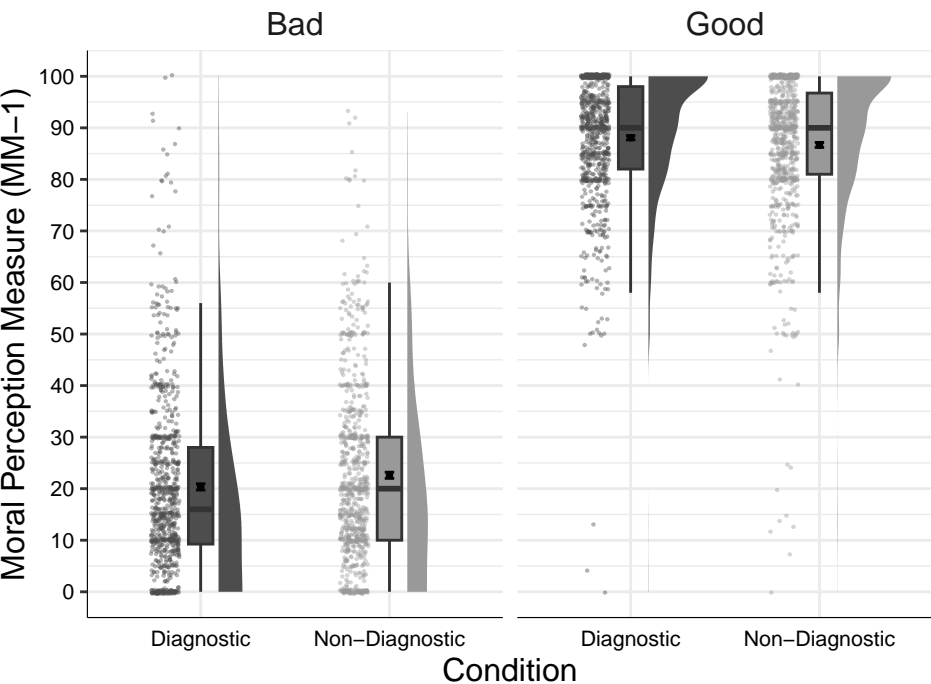 Bad
Good
Moral Perception Measure (MM−1)
100
90
80
70
60
50
40
30
20
10
0
Diagnostic
Non−Diagnostic
Diagnostic
Non−Diagnostic
Condition